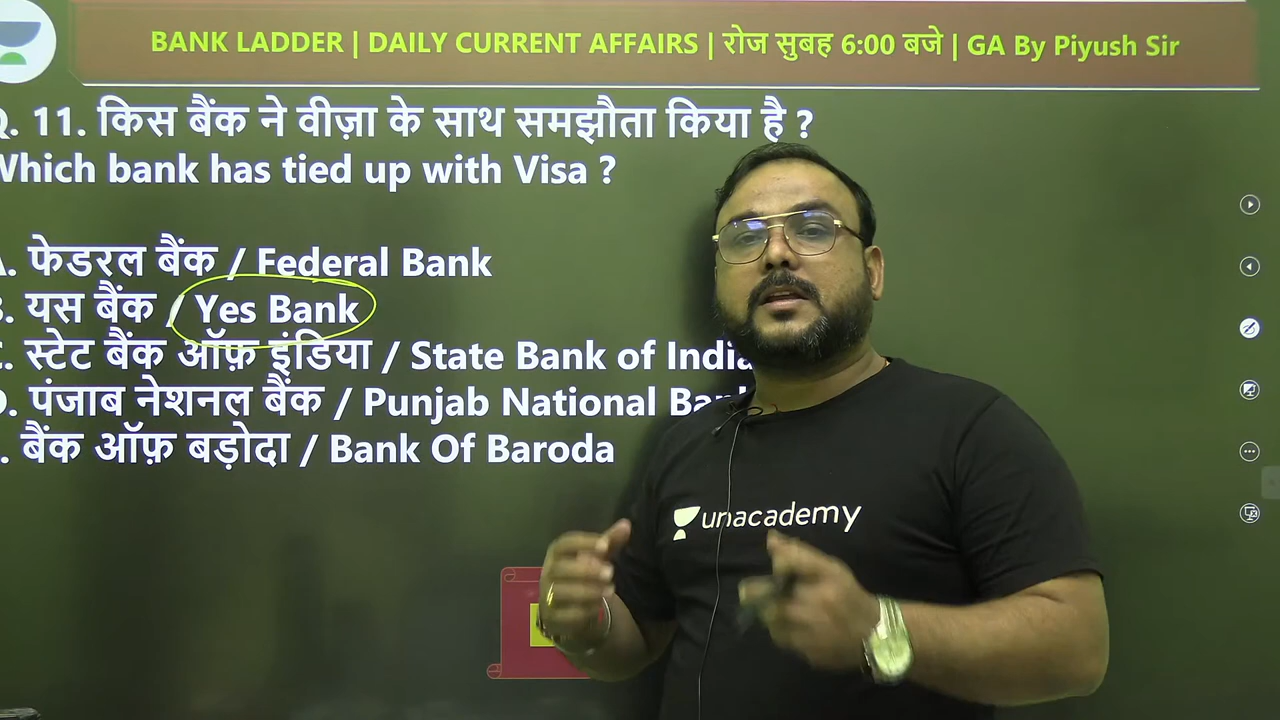 BANK LADDER | DAILY CURRENT AFFAIRS | रोज सुबह 6:00 बजे | GA By Piyush Sir
Q. 11. किस बैंक ने वीज़ा के साथ समझौता किया है ?
Which bank has tied up with Visa ?
A. फेडरल बैंक / Federal Bank
B. यस बैंक / Yes Bank
C. स्टेट बैंक ऑफ़ इंडिया / State Bank of India
D. पंजाब नेशनल बैंक / Punjab National Bank
. बैंक ऑफ़ बड़ोदा / Bank Of Baroda
unacademy